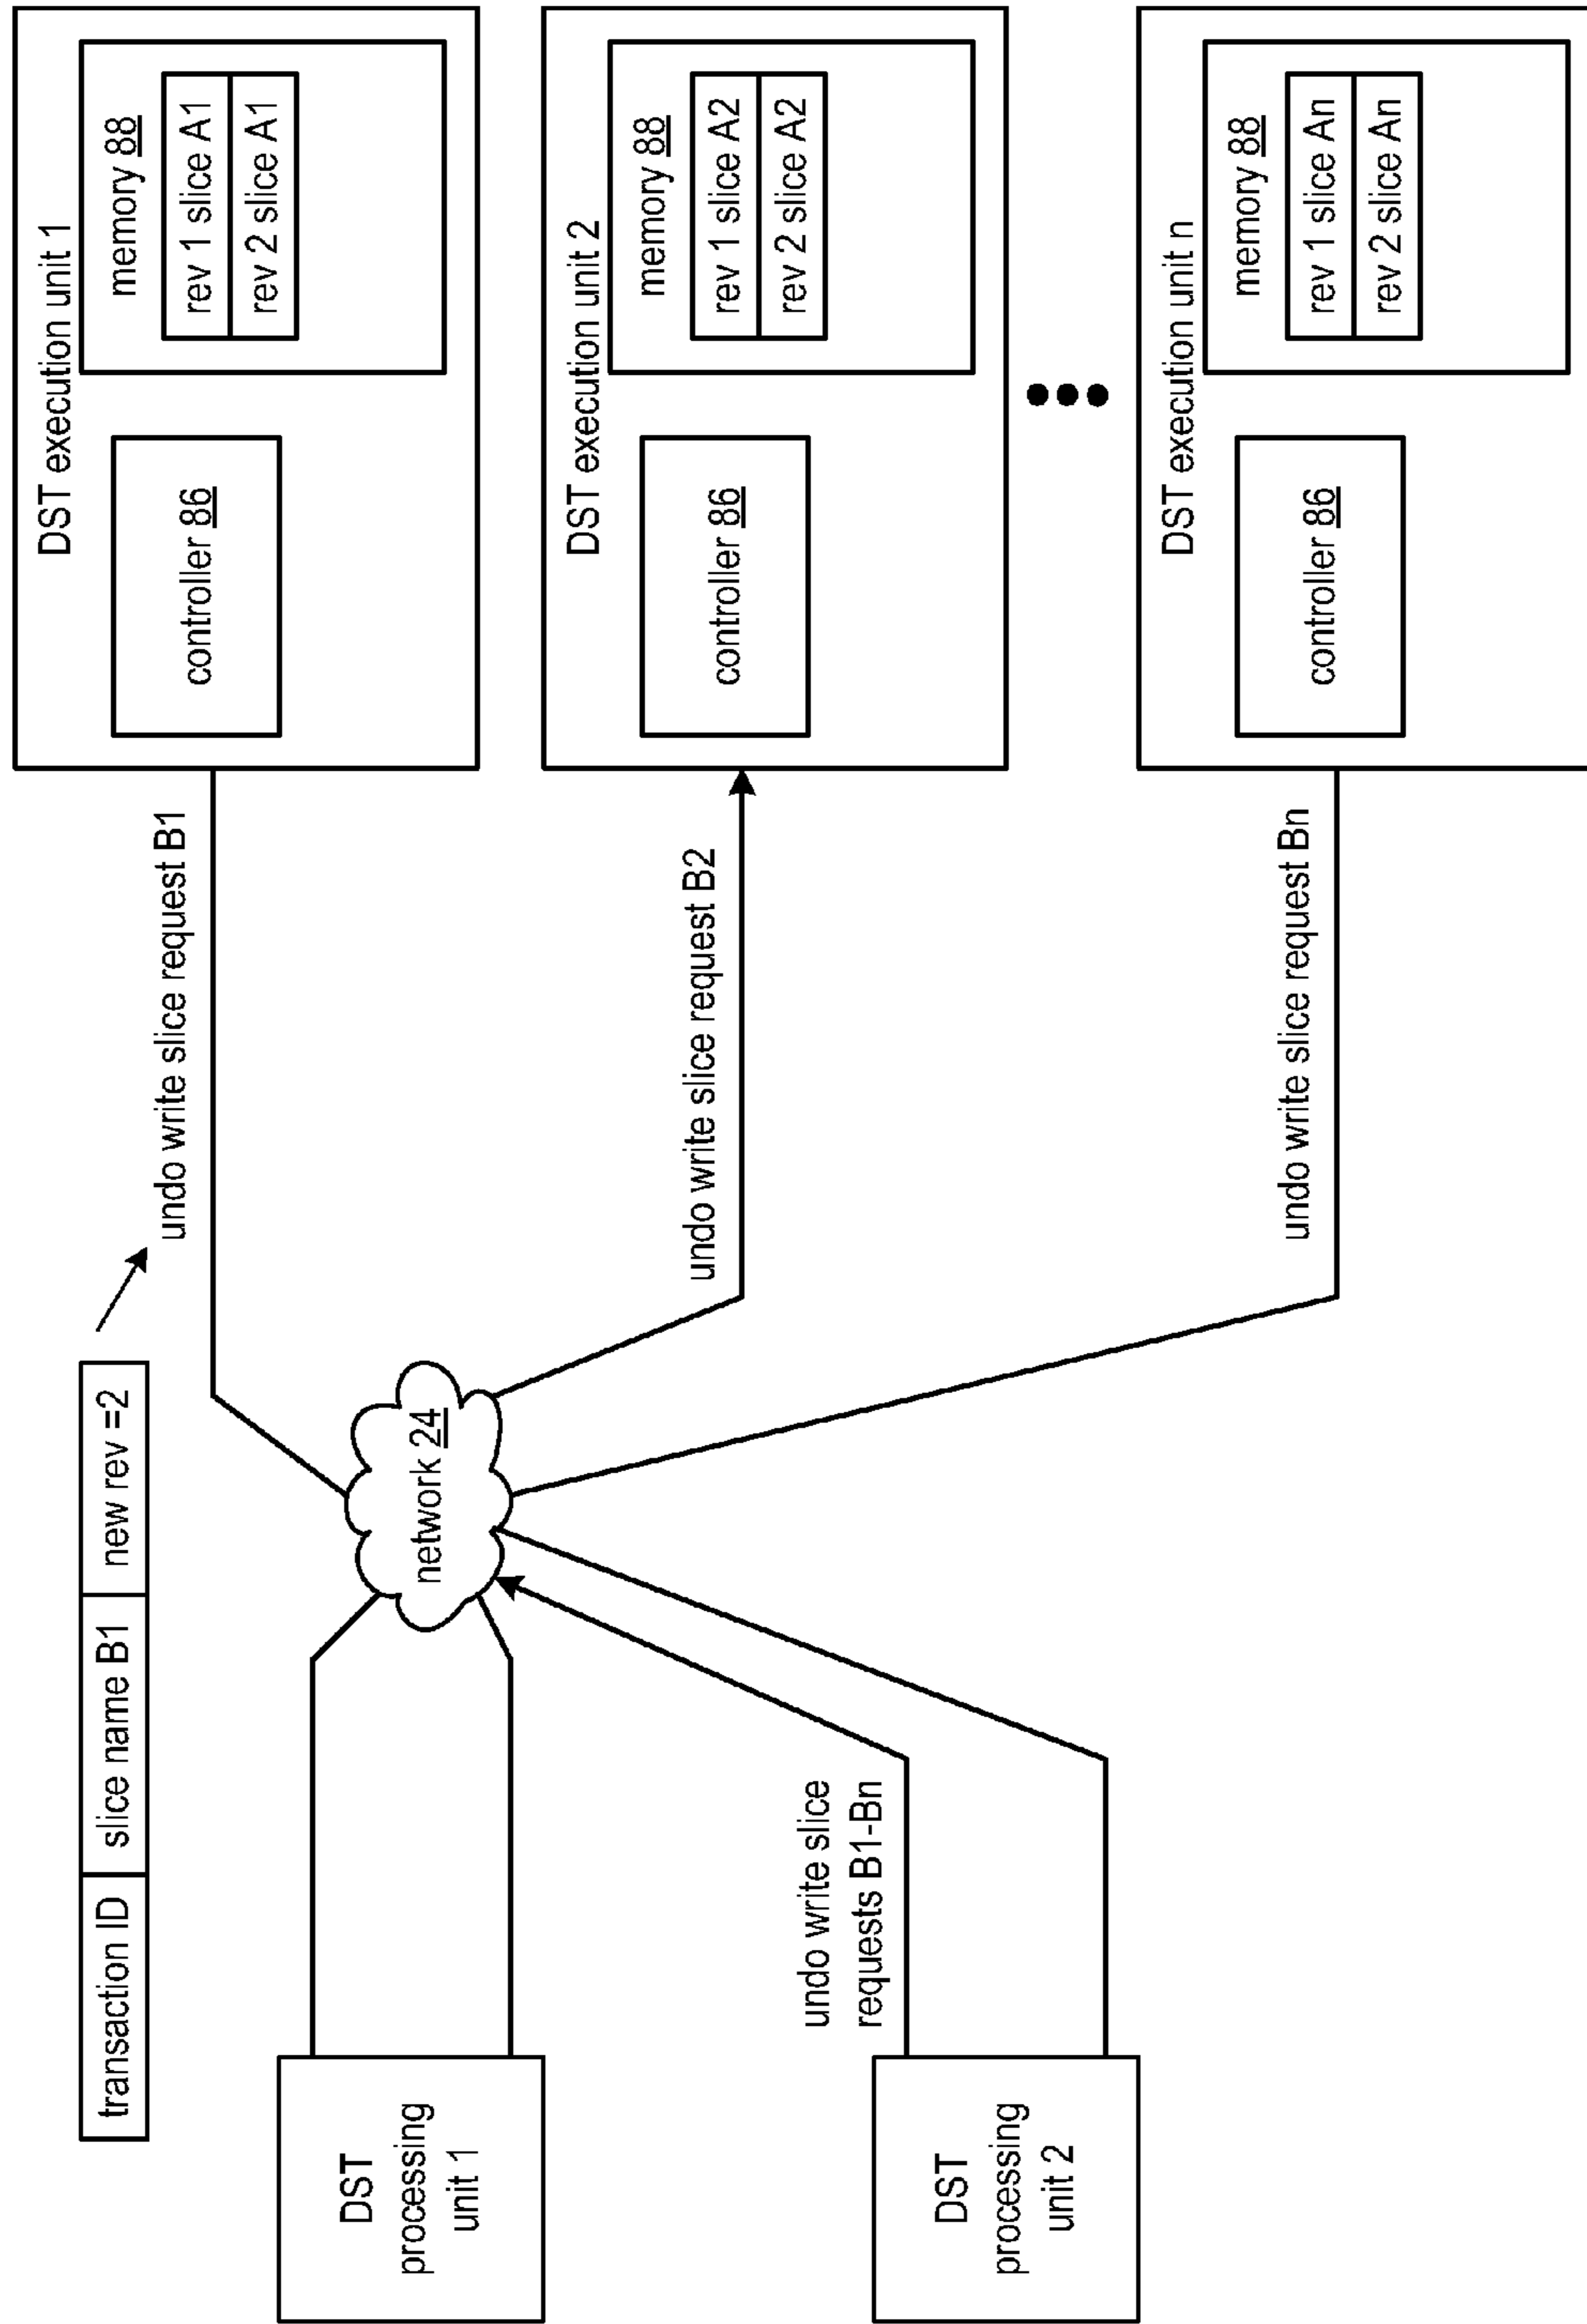 transaction ID
slice name B1
new rev =2
undo write slice request B1
DST execution unit 1
controller 86
memory 88
rev 1 slice A1
rev 2 slice A1
DST
processing
unit 1
network 24
undo write slice request B2
DST execution unit 2
controller 86
memory 88
rev 1 slice A2
rev 2 slice A2
undo write slice
requests B1-Bn
DST
processing
unit 2
undo write slice request Bn
DST execution unit n
controller 86
memory 88
rev 1 slice An
rev 2 slice An